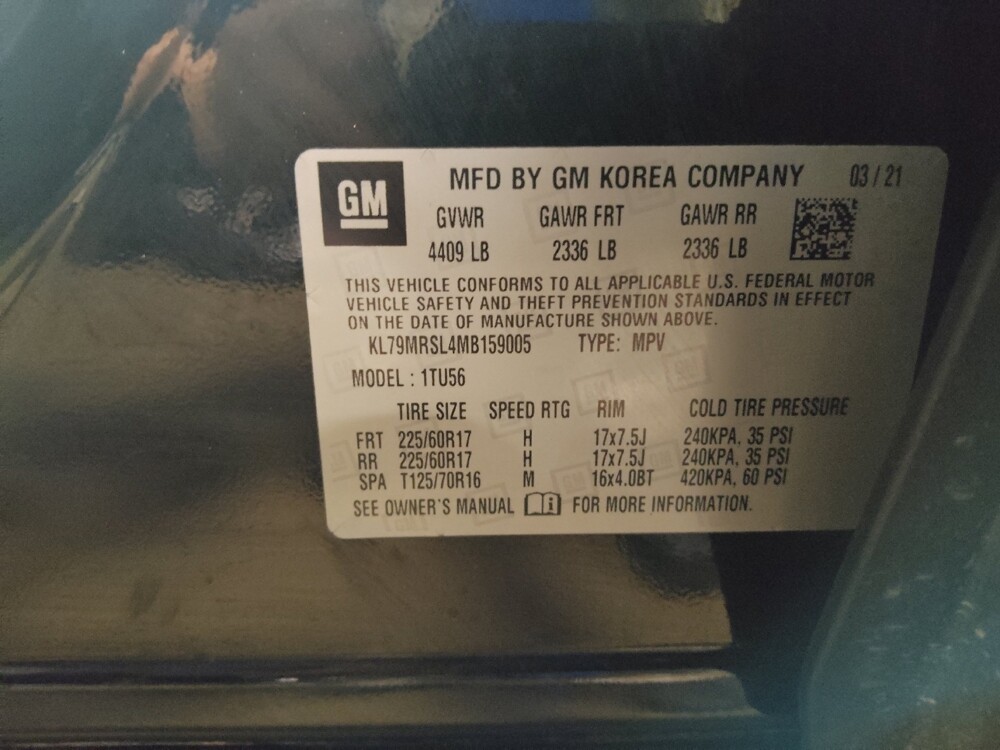 GM
MFD BY GM KOREA COMPANY 03 / 21
GVWR GAWR FRT GAWR RR
4409 LB 2336 LB 2336 LB
THIS VEHICLE CONFORMS TO ALL APPLICABLE U.S. FEDERAL MOTOR
VEHICLE SAFETY AND THEFT PREVENTION STANDARDS IN EFFECT
ON THE DATE OF MANUFACTURE SHOWN ABOVE.
KL79MRSL4MB159005 TYPE: MPV
MODEL : 1TU56
TIRE SIZE SPEED RTG RIM COLD TIRE PRESSURE
FRT 225/60R17 H 17x7.5J 240KPA, 35 PSI
RR 225/60R17 H 17x7.5J 240KPA, 35 PSI
SPA T125/70R16 M 16x4.0BT 420KPA, 60 PSI
SEE OWNER'S MANUAL FOR MORE INFORMATION.